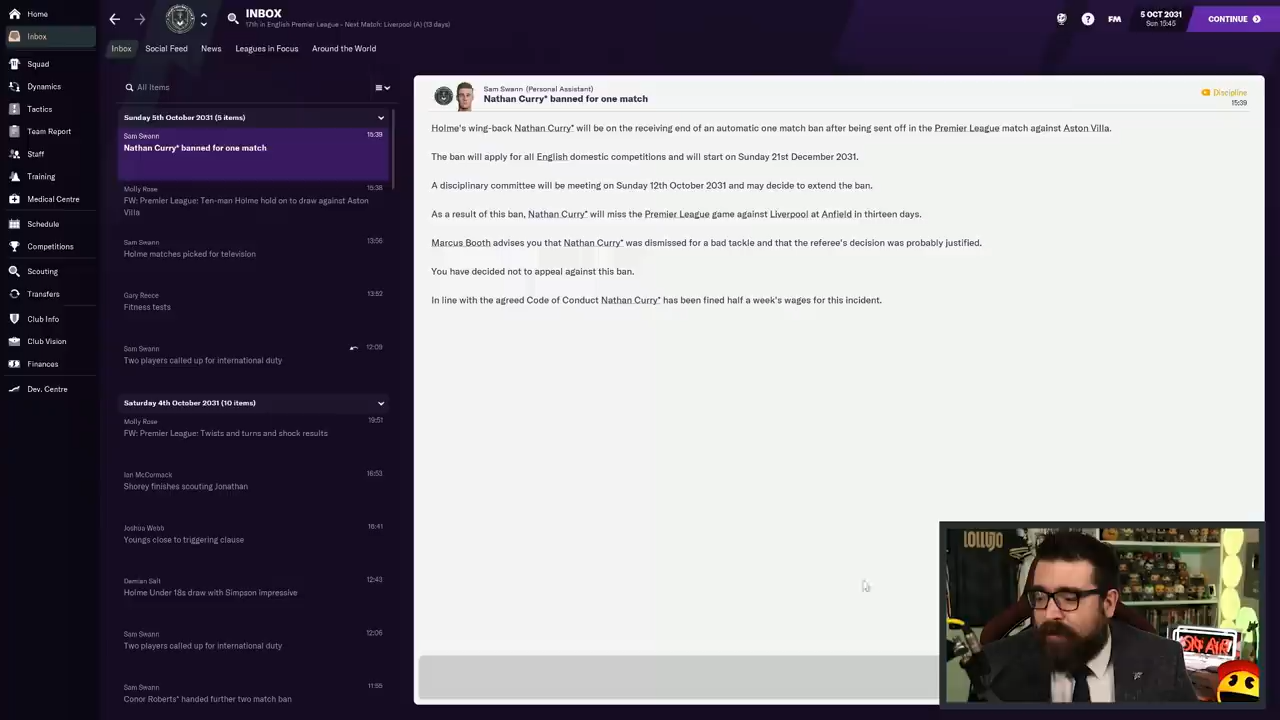 Home
Inbox
Squad
Dynamics
Tactics
Team Report
Staff
Training
Medical Centre
Schedule
Competitions
Scouting
Transfers
Club Info
Club Vision
Finances
Dev. Centre
INBOX
17th in English Premier League - Next Match: Liverpool (A) (13 days)
FM
5 OCT 2031
Sun 15:45
CONTINUE
Inbox
Social Feed
News
Leagues in Focus
Around the World
All Items
Sunday 5th October 2031 (5 items)
Sam Swann 15:39
Nathan Curry* banned for one match
Molly Rose 15:38
FW: Premier League: Ten-man Holme hold on to draw against Aston
Villa
Sam Swann 13:56
Holme matches picked for television
Gary Reece 13:52
Fitness tests
Sam Swann 12:09
Two players called up for international duty
Saturday 4th October 2031 (10 items)
Molly Rose 19:51
FW: Premier League: Twists and turns and shock results
Ian McCormack 16:53
Shorey finishes scouting Jonathan
Joshua Webb 16:41
Youngs close to triggering clause
Damian Salt 12:43
Holme Under 18s draw with Simpson impressive
Sam Swann 12:06
Two players called up for international duty
Sam Swann 11:55
Conor Roberts* handed further two match ban
Sam Swann (Personal Assistant)
Nathan Curry* banned for one match
Discipline
15:39
Holme's wing-back Nathan Curry* will be on the receiving end of an automatic one match ban after being sent off in the Premier League match against Aston Villa.
The ban will apply for all English domestic competitions and will start on Sunday 21st December 2031.
A disciplinary committee will be meeting on Sunday 12th October 2031 and may decide to extend the ban.
As a result of this ban, Nathan Curry* will miss the Premier League game against Liverpool at Anfield in thirteen days.
Marcus Booth advises you that Nathan Curry* was dismissed for a bad tackle and that the referee's decision was probably justified.
You have decided not to appeal against this ban.
In line with the agreed Code of Conduct Nathan Curry* has been fined half a week's wages for this incident.
LOLLUJO
ON AIR